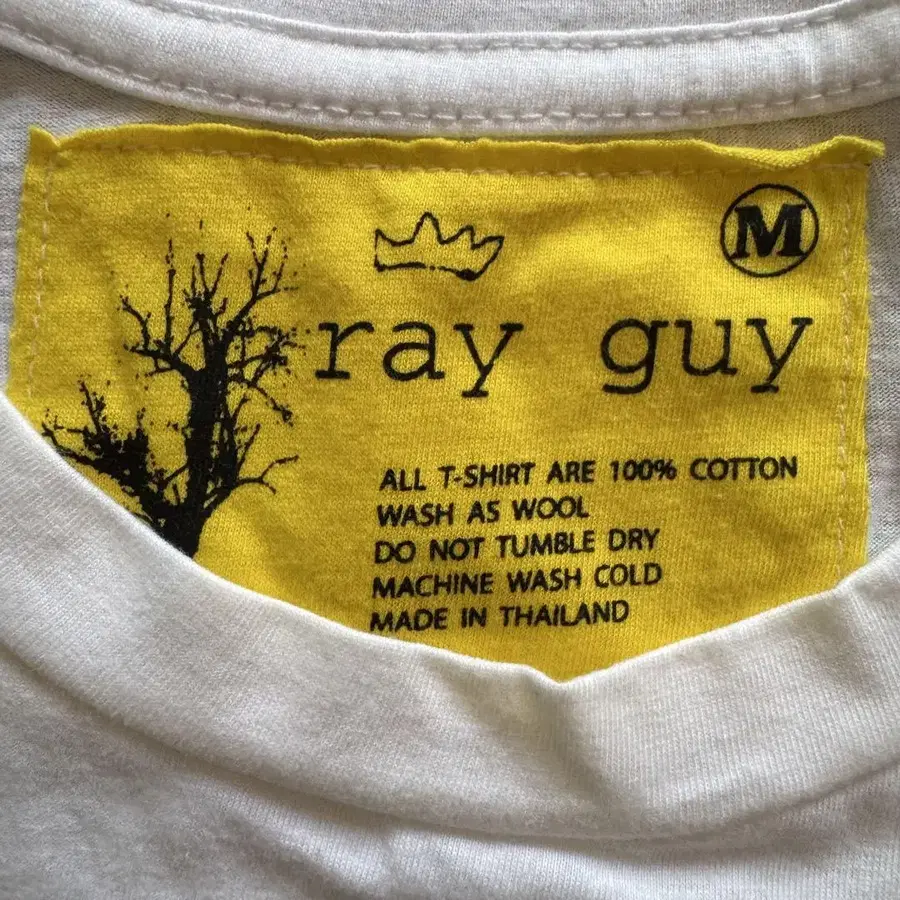 M
ray guy
ALL T-SHIRT ARE 100% COTTON
WASH AS WOOL
DO NOT TUMBLE DRY
MACHINE WASH COLD
MADE IN THAILAND